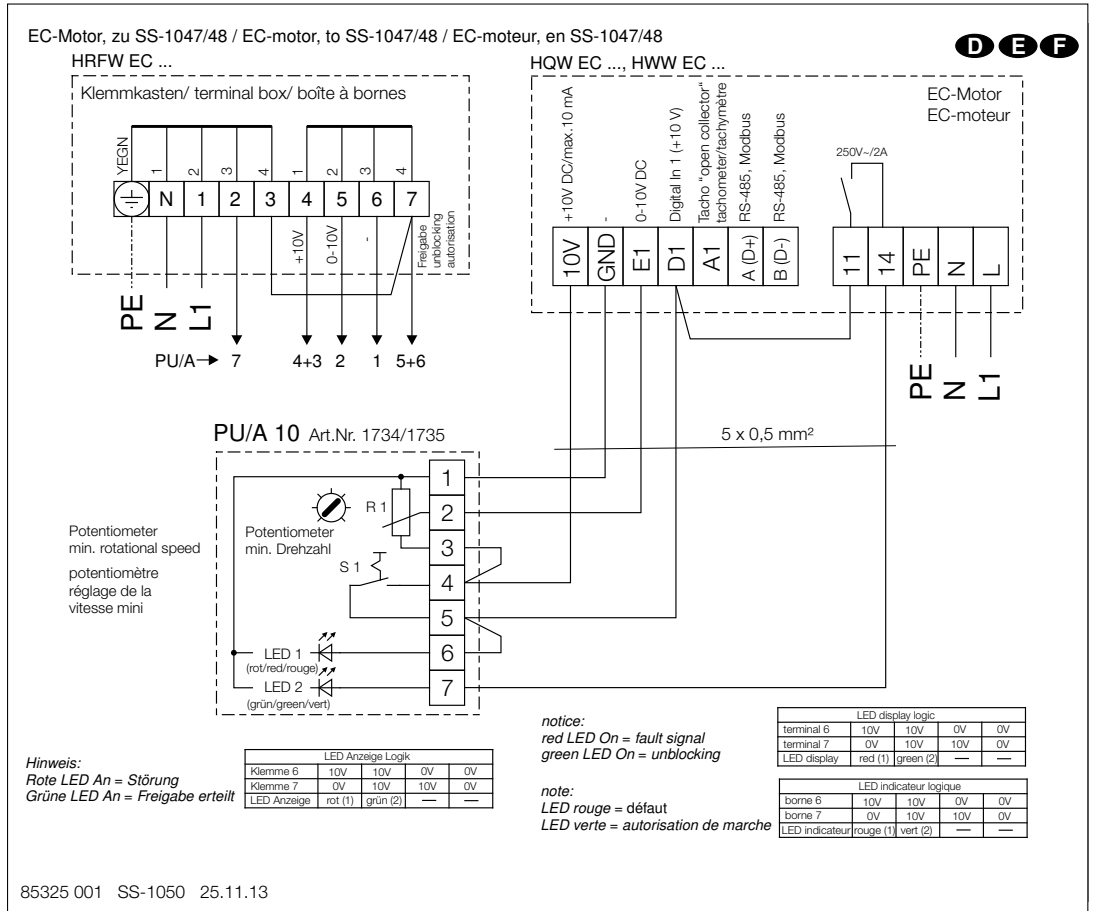 EC-Motor, zu SS-1047/48 / EC-motor, to SS-1047/48 / EC-moteur, en SS-1047/48
D E F
HRFW EC ...
Klemmkasten/ terminal box/ boîte à bornes
YEGN 1 2 3 4 1 2 3 4
N 1 2 3 4 5 6 7
+10V
0-10V
-
Freigabe
unblocking
autorisation
PE
N
L1
PU/A 7 4+3 2 1 5+6
HQW EC ..., HWW EC ...
EC-Motor
EC-moteur
+10V DC/max.10 mA
-
0-10V DC
Digital In 1 (+10 V)
Tacho "open collector"
tachometer/tachymètre
RS-485, Modbus
RS-485, Modbus
250V~/2A
10V
GND
E1
D1
A1
A (D+)
B (D-)
11
14
PE
N
L
PE
N
L1
5 x 0,5 mm²
PU/A 10 Art.Nr. 1734/1735
Potentiometer
min. rotational speed
potentiomètre
réglage de la
vitesse mini
R 1
Potentiometer
min. Drehzahl
S 1
LED 1
(rot/red/rouge)
LED 2
(grün/green/vert)
1
2
3
4
5
6
7
Hinweis:
Rote LED An = Störung
Grüne LED An = Freigabe erteilt
LED Anzeige Logik
Klemme 6 10V 10V 0V 0V
Klemme 7 0V 10V 10V 0V
LED Anzeige rot (1) grün (2) — —
notice:
red LED On = fault signal
green LED On = unblocking
LED display logic
terminal 6 10V 10V 0V 0V
terminal 7 0V 10V 10V 0V
LED display red (1) green (2) — —
note:
LED rouge = défaut
LED verte = autorisation de marche
LED indicateur logique
borne 6 10V 10V 0V 0V
borne 7 0V 10V 10V 0V
LED indicateur rouge (1) vert (2) — —
85325 001 SS-1050 25.11.13